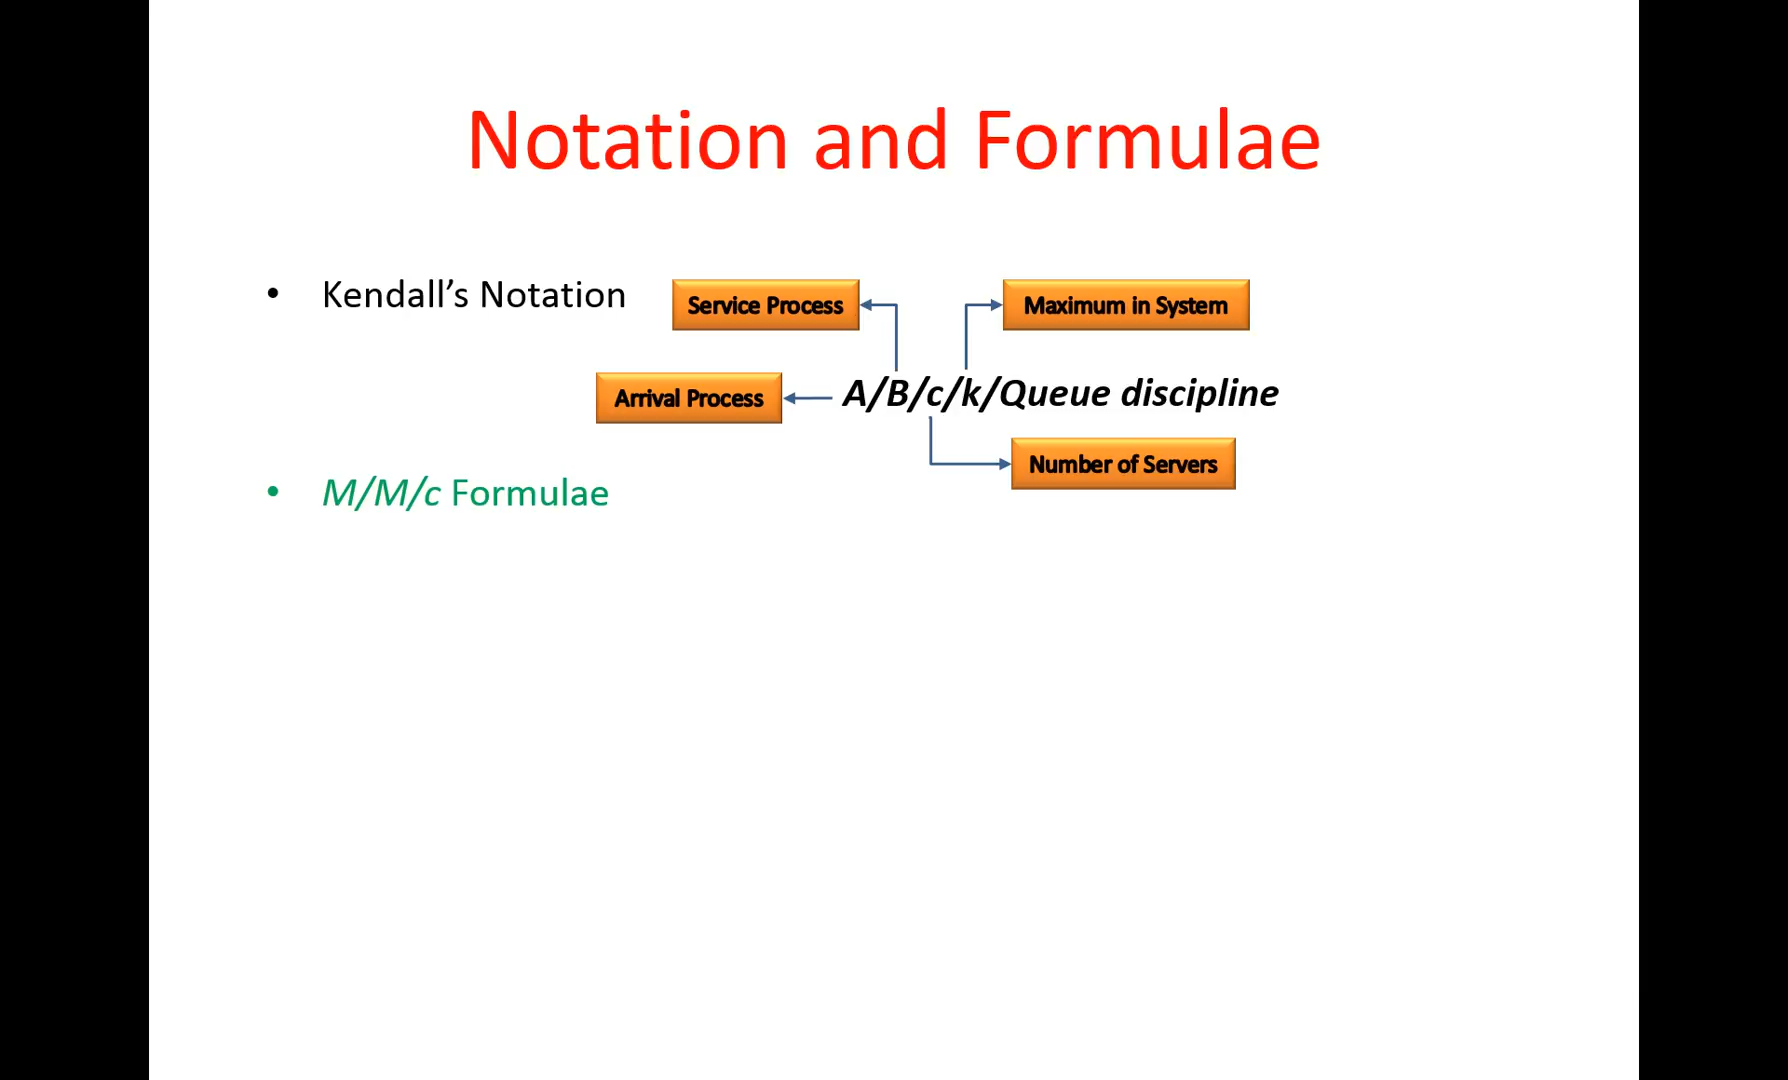 Notation and Formulae
• Kendall's Notation
Service Process
Maximum in System
Arrival Process
A/B/c/k/Queue discipline
Number of Servers
• M/M/c Formulae